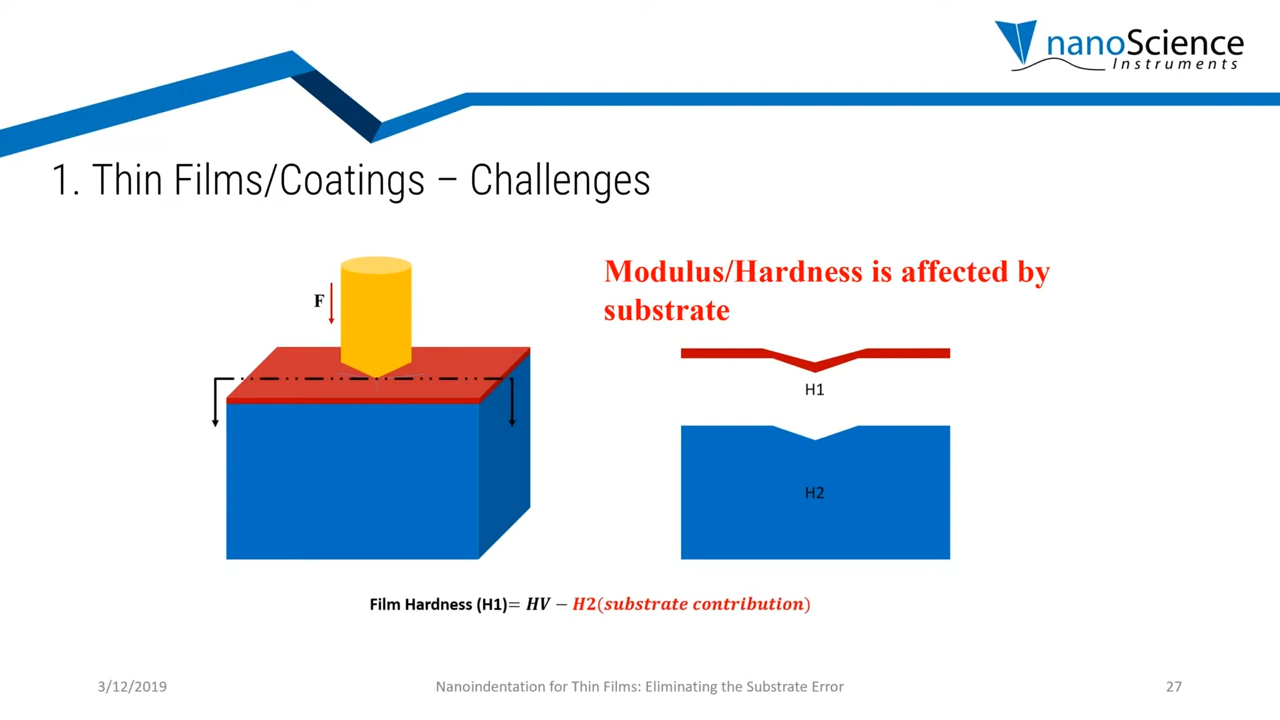 nanoScience
Instruments
1. Thin Films/Coatings – Challenges
F
Modulus/Hardness is affected by
substrate
H1
H2
Film Hardness (H1)= HV − H2(substrate contribution)
3/12/2019
Nanoindentation for Thin Films: Eliminating the Substrate Error
27